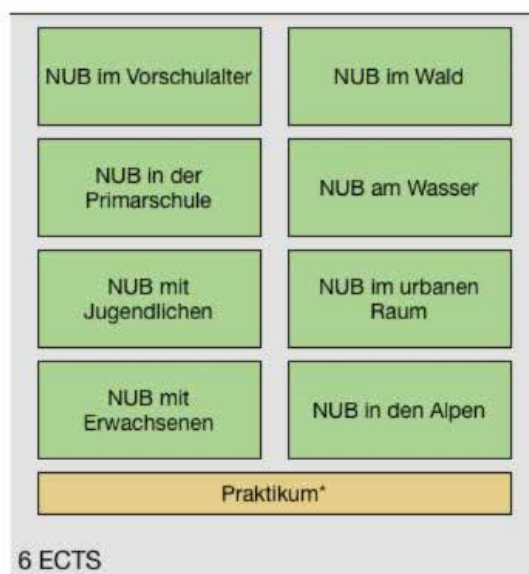 NUB im Vorschulalter
NUB im Wald
NUB in der
Primarschule
NUB am Wasser
NUB mit
Jugendlichen
NUB im urbanen
Raum
NUB mit
Erwachsenen
NUB in den Alpen
Praktikum*
6 ECTS